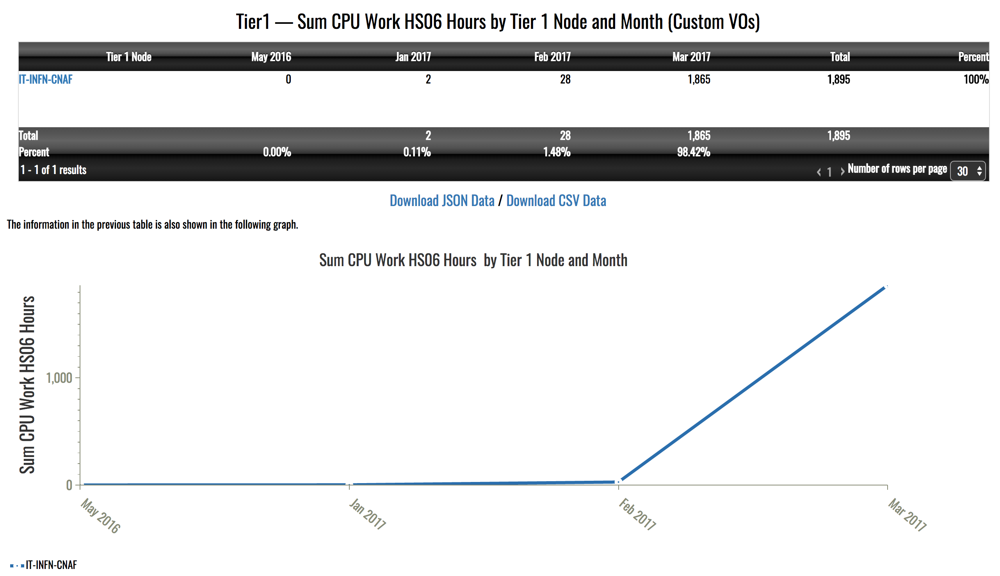 Tier1 — Sum CPU Work HS06 Hours by Tier 1 Node and Month (Custom VOs)
Tier 1 Node May 2016 Jan 2017 Feb 2017 Mar 2017 Total Percent
IT-INFN-CNAF 0 2 28 1,865 1,895 100%
Total 2 28 1,865 1,895
Percent 0.00% 0.11% 1.48% 98.42%
1 - 1 of 1 results ‹ 1 › Number of rows per page 30
Download JSON Data / Download CSV Data
The information in the previous table is also shown in the following graph.
Sum CPU Work HS06 Hours by Tier 1 Node and Month
Sum CPU Work HS06 Hours
1,000
0
May 2016 Jan 2017 Feb 2017 Mar 2017
IT-INFN-CNAF